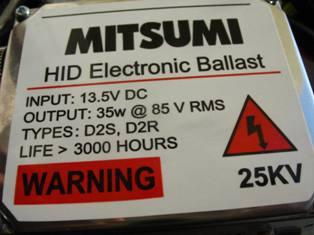 MITSUMI
HID Electronic Ballast
INPUT: 13.5V DC
OUTPUT: 35w @ 85 V RMS
TYPES: D2S, D2R
LIFE > 3000 HOURS
WARNING
25KV